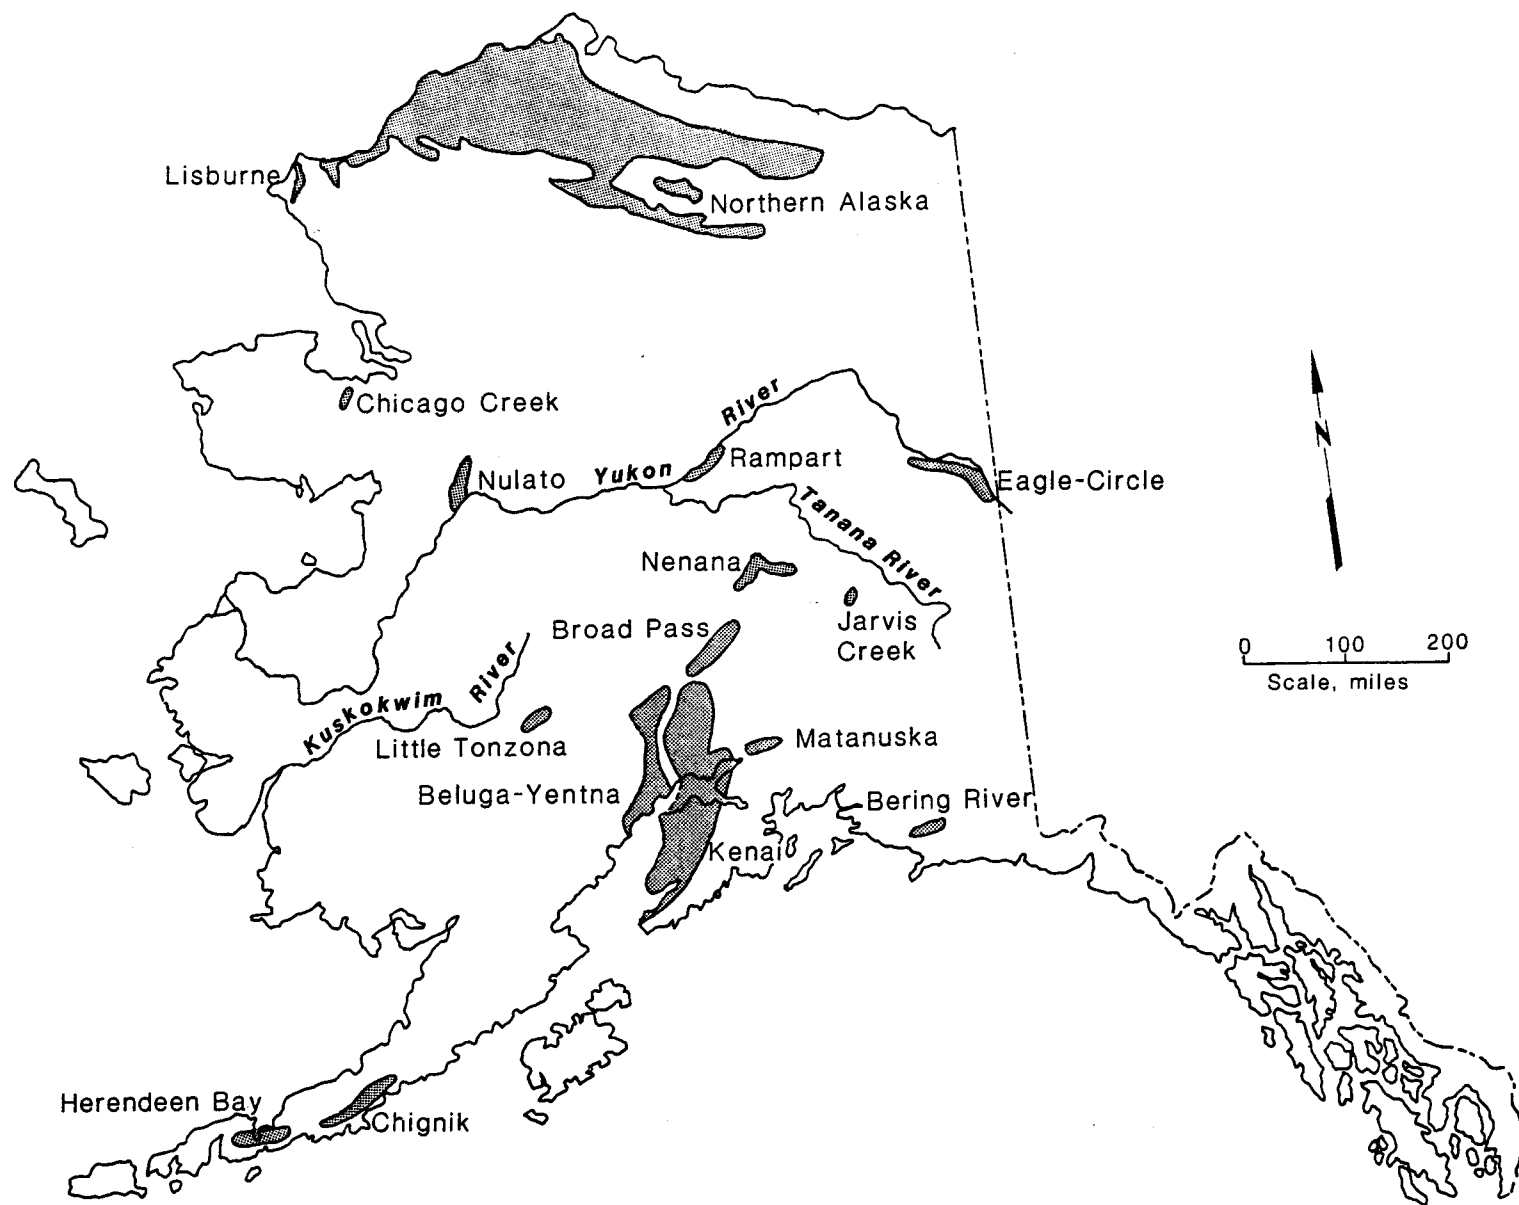 Lisburne
Northern Alaska
Chicago Creek
River
Rampart
Yukon
Nulato
Eagle-Circle
Tanana River
Nenana
Jarvis
Creek
Broad Pass
River
Kuskokwim
Little Tonzona
Matanuska
Beluga-Yentna
Bering River
Kenai
Herendeen Bay
Chignik
N
0 100 200
Scale, miles